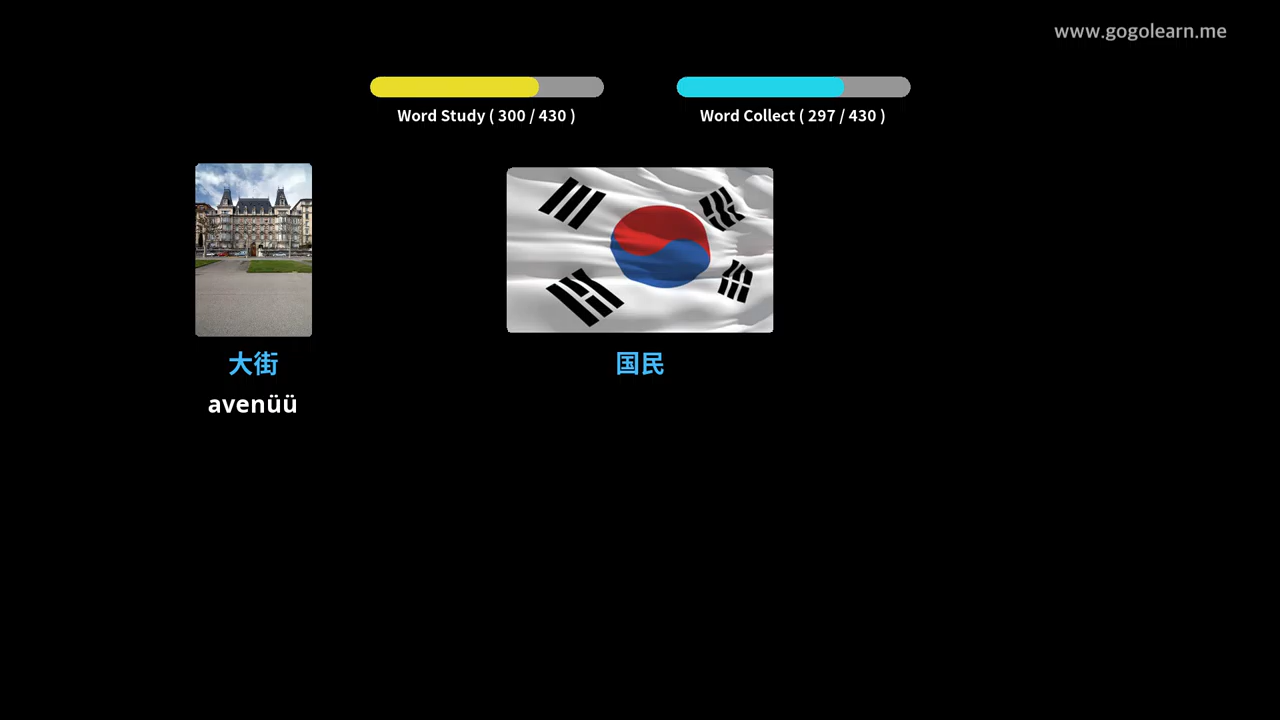 www.gogolearn.me
Word Study ( 300 / 430 )
Word Collect ( 297 / 430 )
大街
avenüü
国民